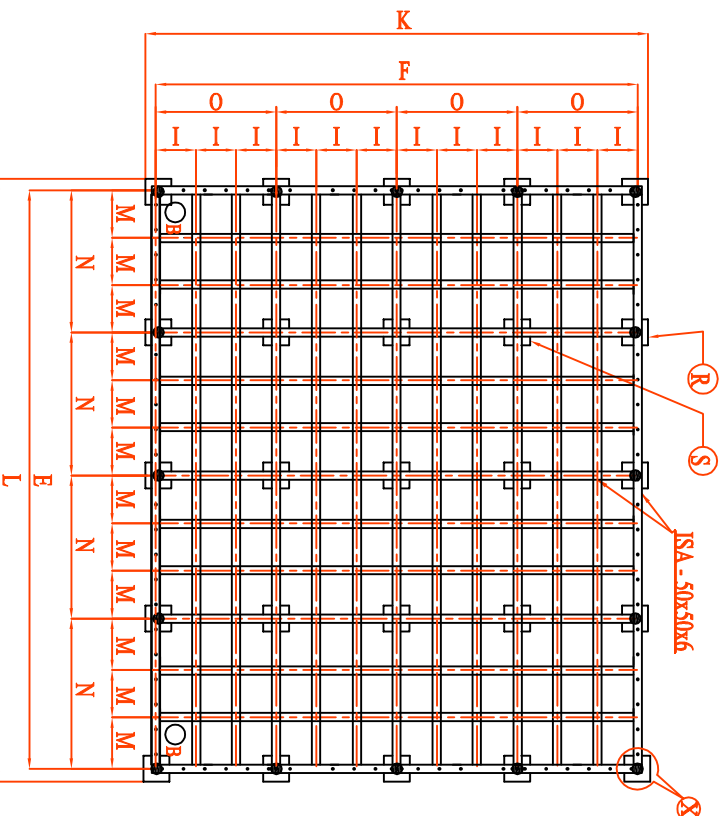 K
F
O O O O
I I I I I I I I I I I I
B
M M M M M M M M M M M M
N N N N
E
L
R
S
ISA - 50x50x6
B
X